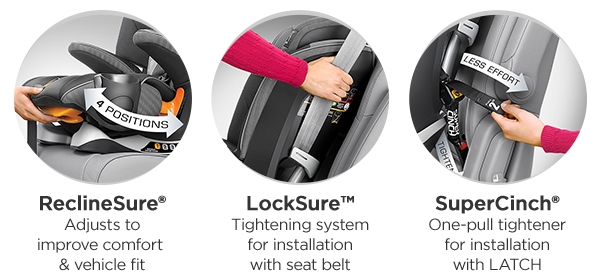 4 POSITIONS
LESS EFFORT
TIGHTEN
ReclineSure®
Adjusts to
improve comfort
& vehicle fit
LockSure™
Tightening system
for installation
with seat belt
SuperCinch®
One-pull tightener
for installation
with LATCH